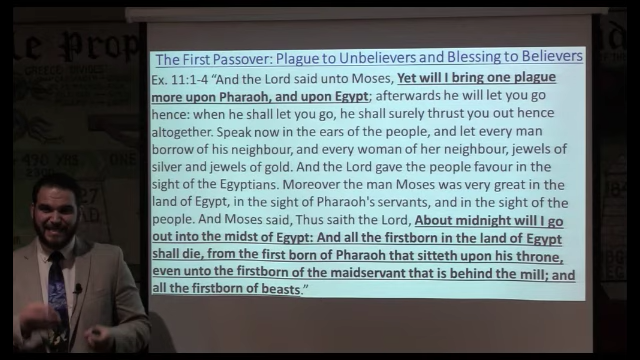 le Prop
The First Passover: Plague to Unbelievers and Blessing to Believers
Ex. 11:1-4 “And the Lord said unto Moses, Yet will I bring one plague
more upon Pharaoh, and upon Egypt; afterwards he will let you go
hence: when he shall let you go, he shall surely thrust you out hence
altogether. Speak now in the ears of the people, and let every man
borrow of his neighbour, and every woman of her neighbour, jewels of
silver and jewels of gold. And the Lord gave the people favour in the
sight of the Egyptians. Moreover the man Moses was very great in the
land of Egypt, in the sight of Pharaoh's servants, and in the sight of the
people. And Moses said, Thus saith the Lord, About midnight will I go
out into the midst of Egypt: And all the firstborn in the land of Egypt
shall die, from the first born of Pharaoh that sitteth upon his throne,
even unto the firstborn of the maidservant that is behind the mill; and
all the firstborn of beasts.”